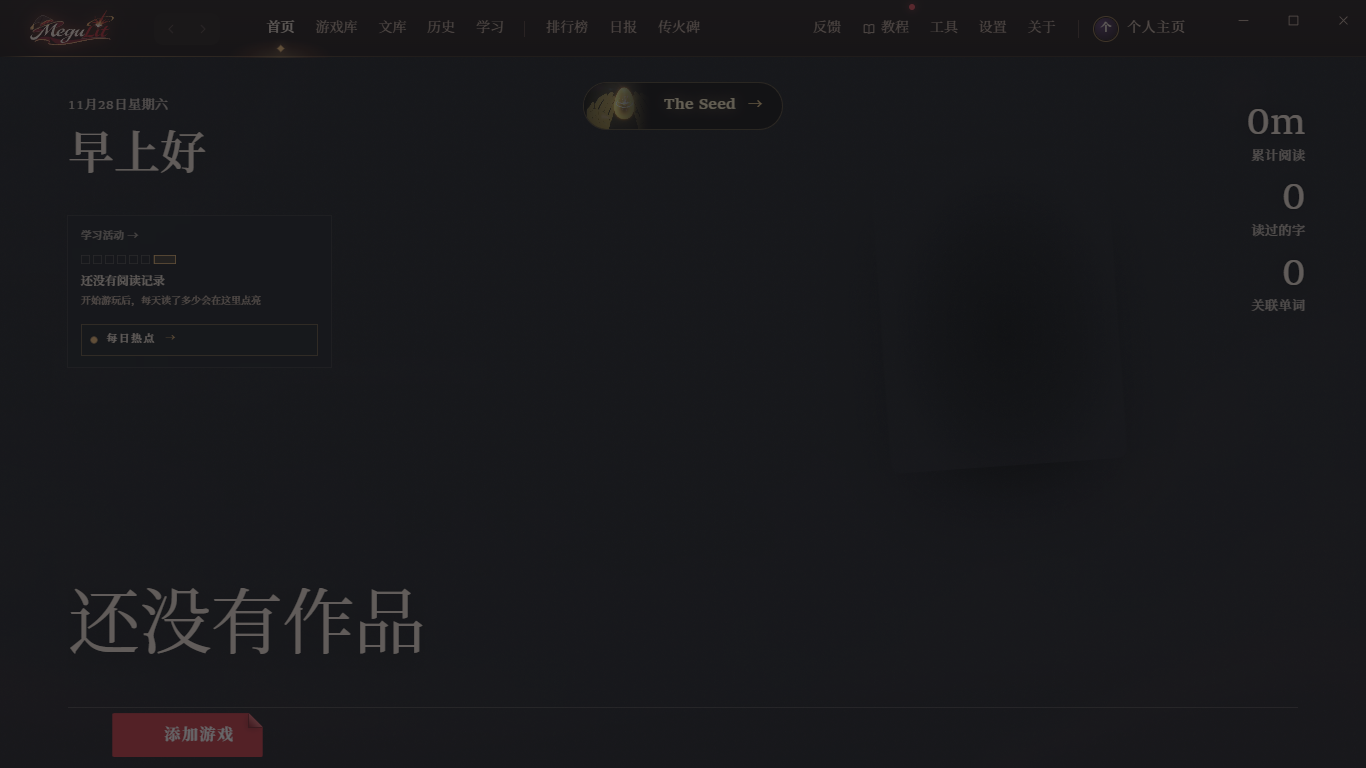 MeguLit
首页 游戏库 文库 历史 学习 排行榜 日报 传火碑 反馈 教程 工具 设置 关于 个人主页
11月28日星期六
早上好
The Seed →
0m
累计阅读
0
读过的字
0
关联单词
学习活动 →
还没有阅读记录
开始游玩后，每天读了多少会在这里点亮
每日热点 →
还没有作品
添加游戏